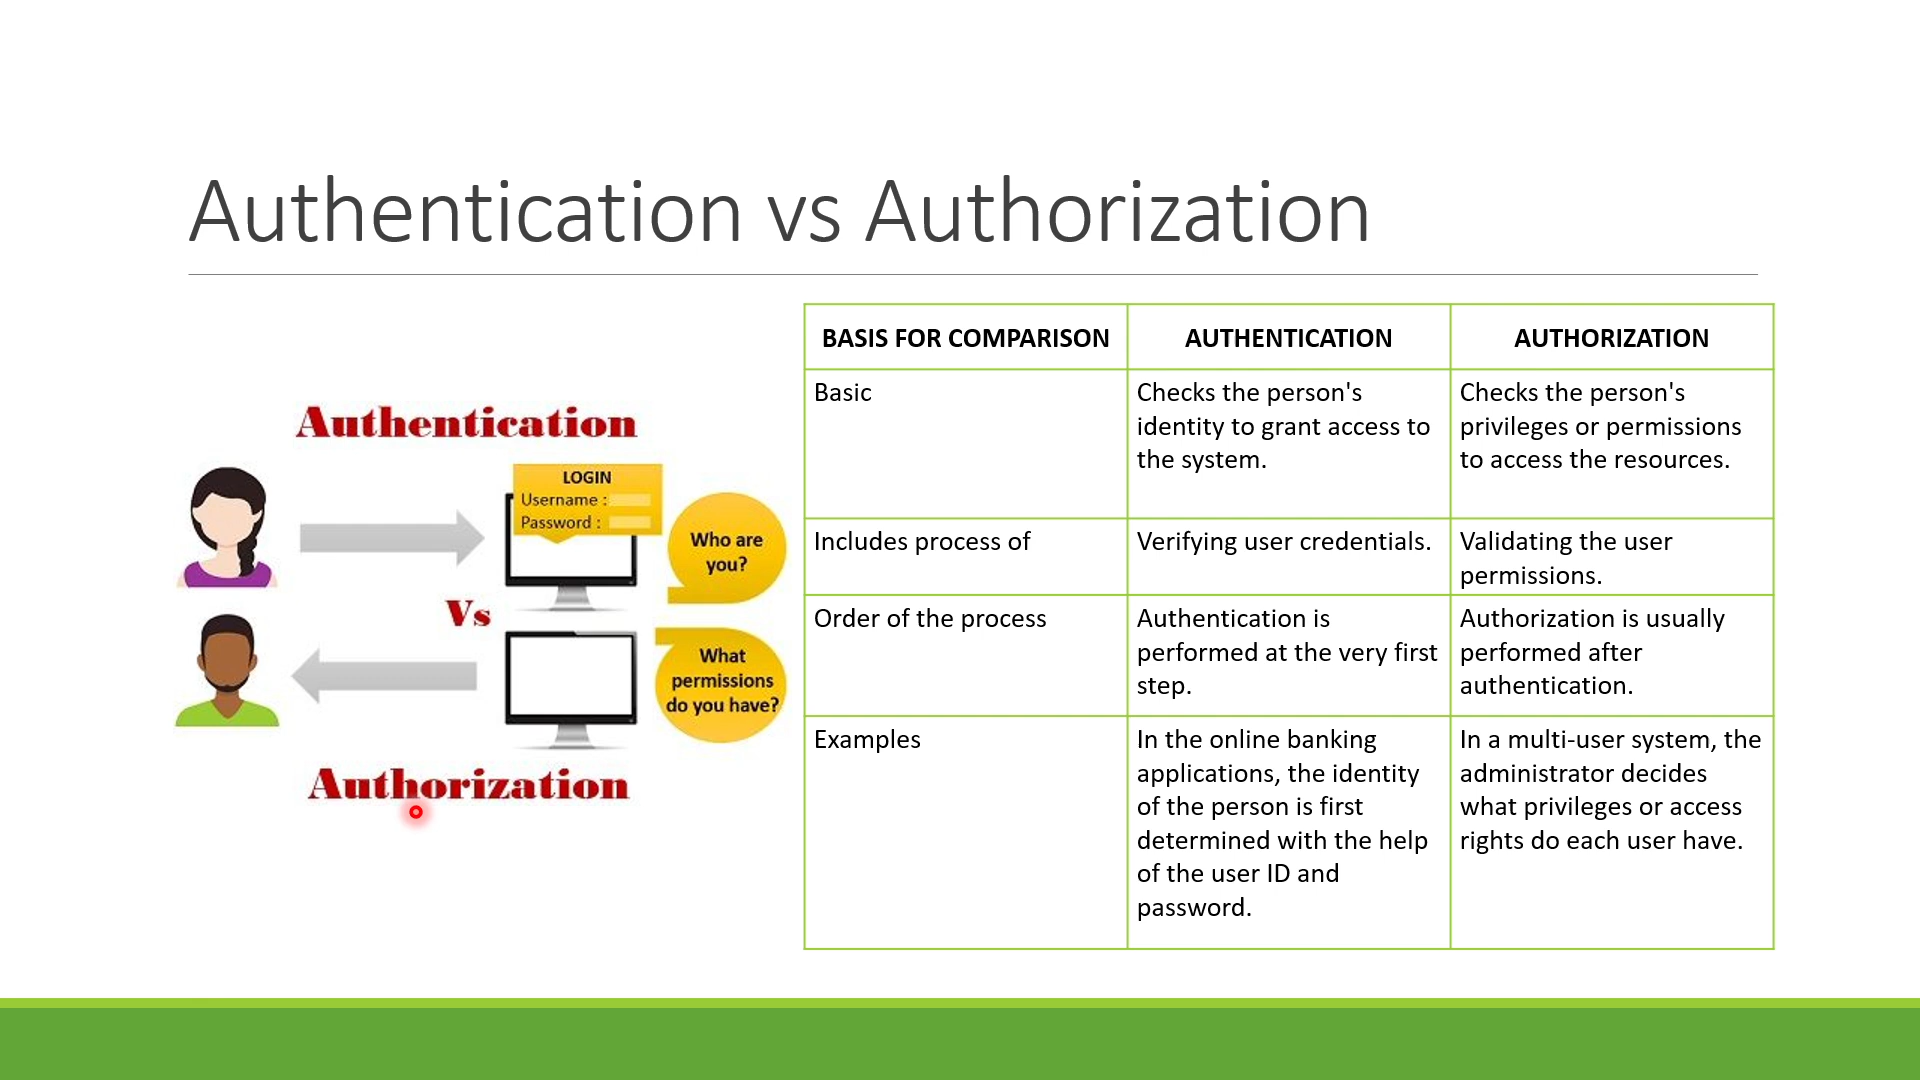 Authentication vs Authorization
Authentication
LOGIN
Username :
Password :
Who are
you?
Vs
What
permissions
do you have?
Authorization
BASIS FOR COMPARISON
AUTHENTICATION
AUTHORIZATION
Basic
Checks the person's
identity to grant access to
the system.
Checks the person's
privileges or permissions
to access the resources.
Includes process of
Verifying user credentials.
Validating the user
permissions.
Order of the process
Authentication is
performed at the very first
step.
Authorization is usually
performed after
authentication.
Examples
In the online banking
applications, the identity
of the person is first
determined with the help
of the user ID and
password.
In a multi-user system, the
administrator decides
what privileges or access
rights do each user have.